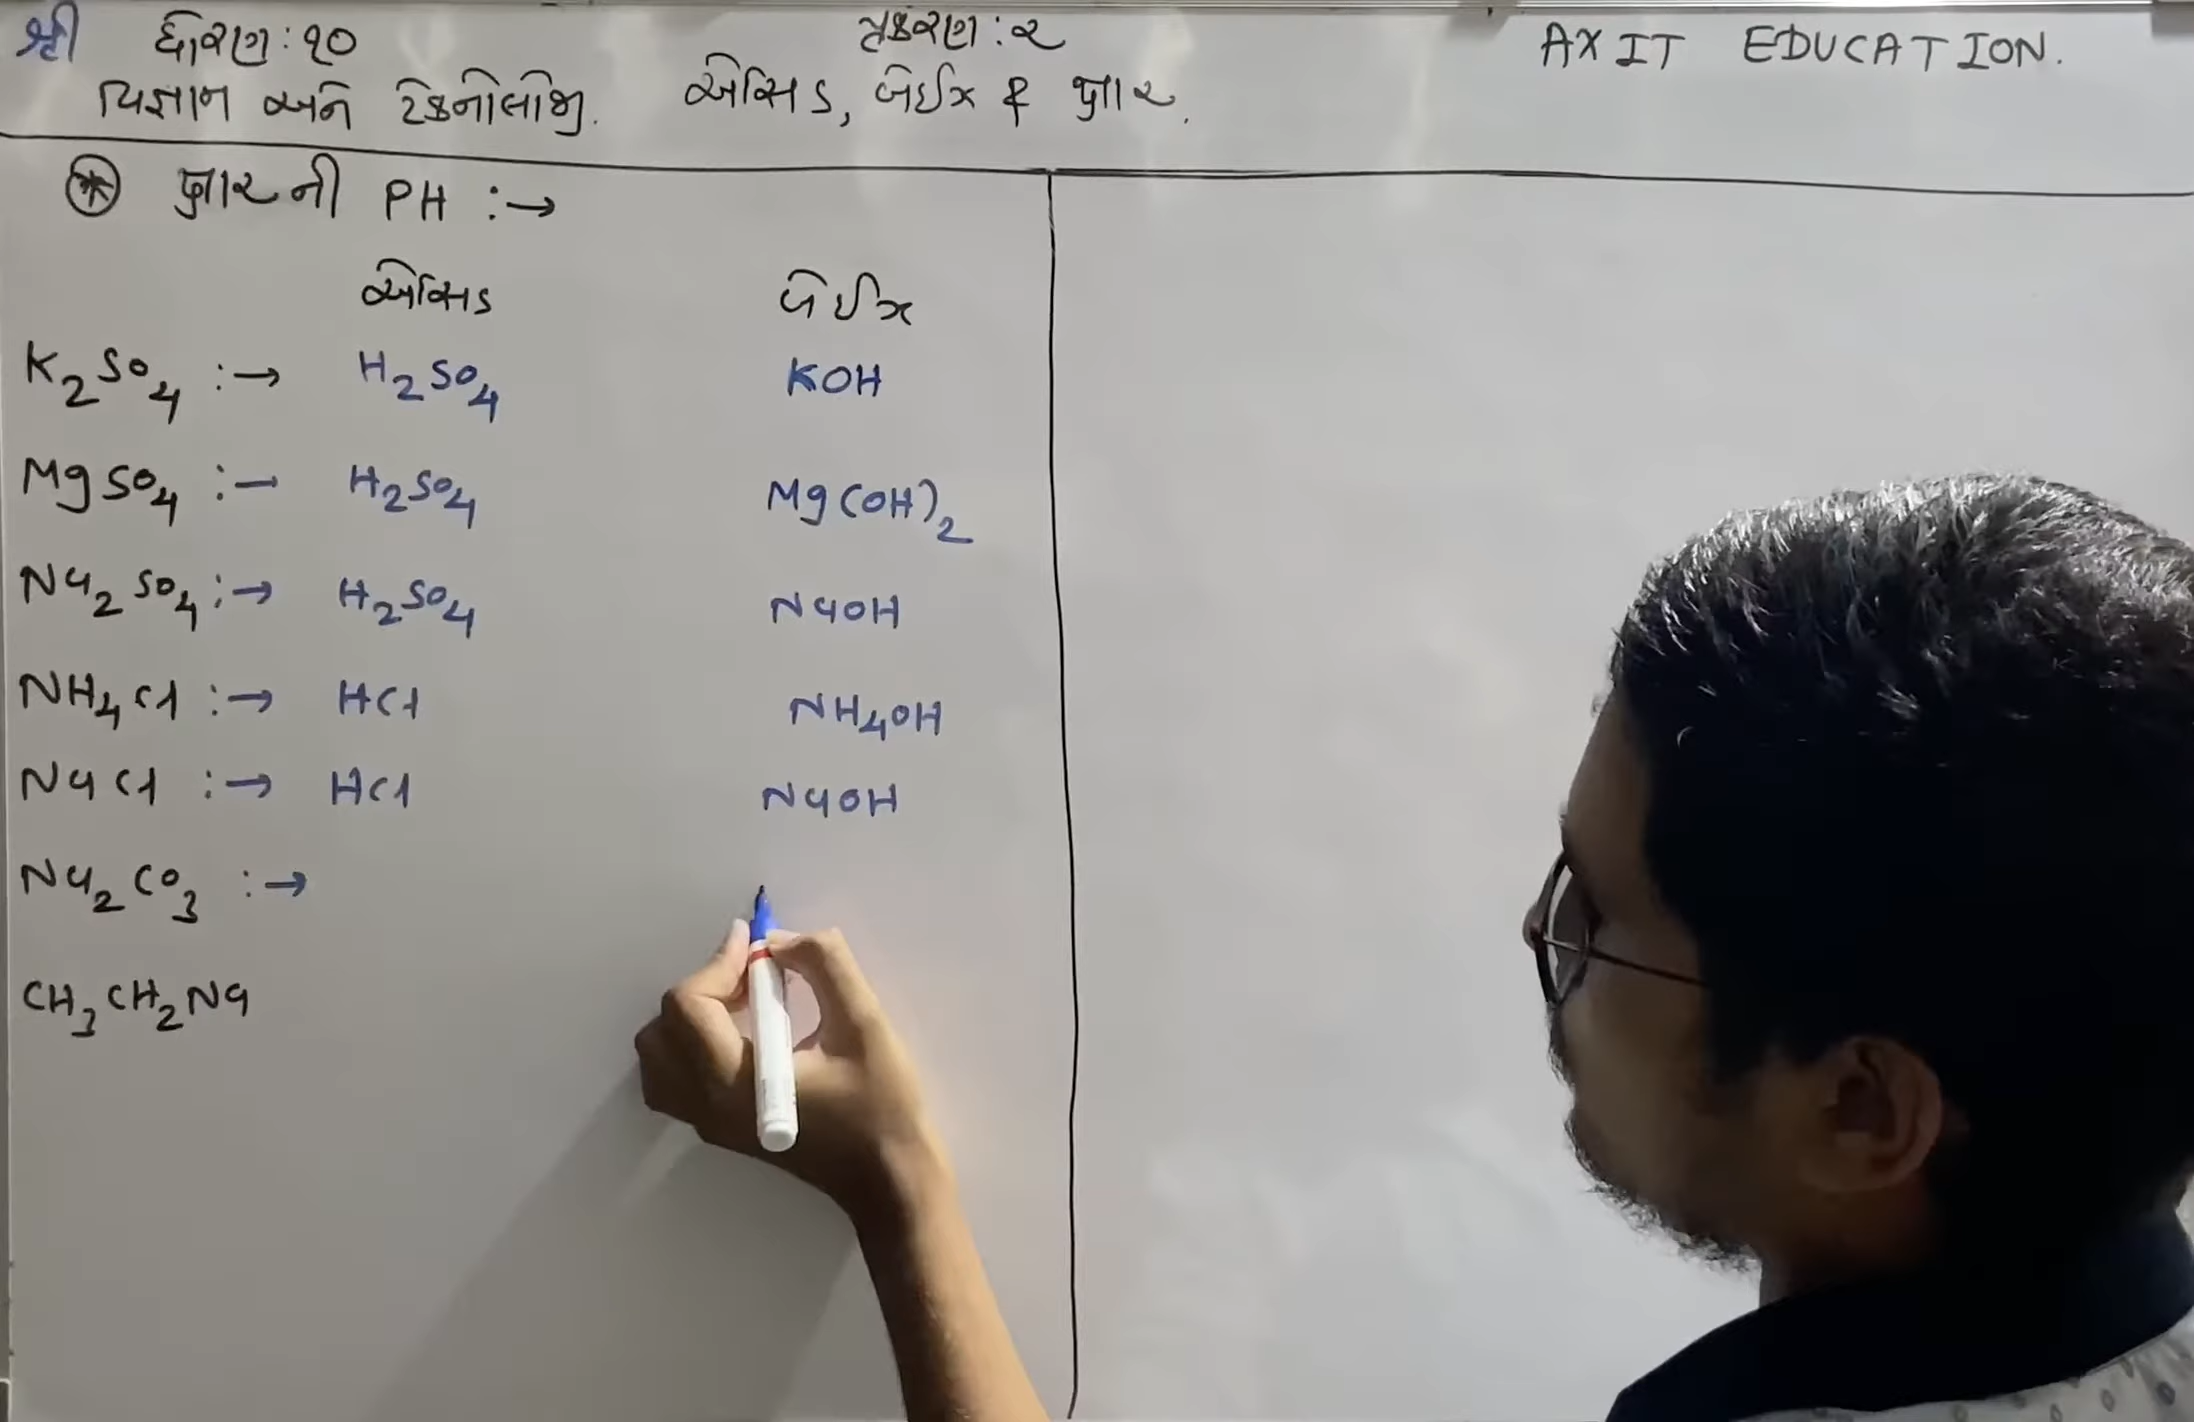 શ્રી ધોરણ : ૧૦ પ્રકરણ : ૨ AXIT EDUCATION.
વિજ્ઞાન અને ટેકનોલોજી. એસિડ, બેઈઝ & ક્ષાર.
* ક્ષારની PH :→
એસિડ બેઈઝ
K₂SO₄ :→ H₂SO₄ KOH
MgSO₄ :− H₂SO₄ Mg(OH)₂
Na₂SO₄ :→ H₂SO₄ NaOH
NH₄Cl :→ HCl NH₄OH
NaCl :→ HCl NaOH
Na₂CO₃ :→
CH₃CH₂Na